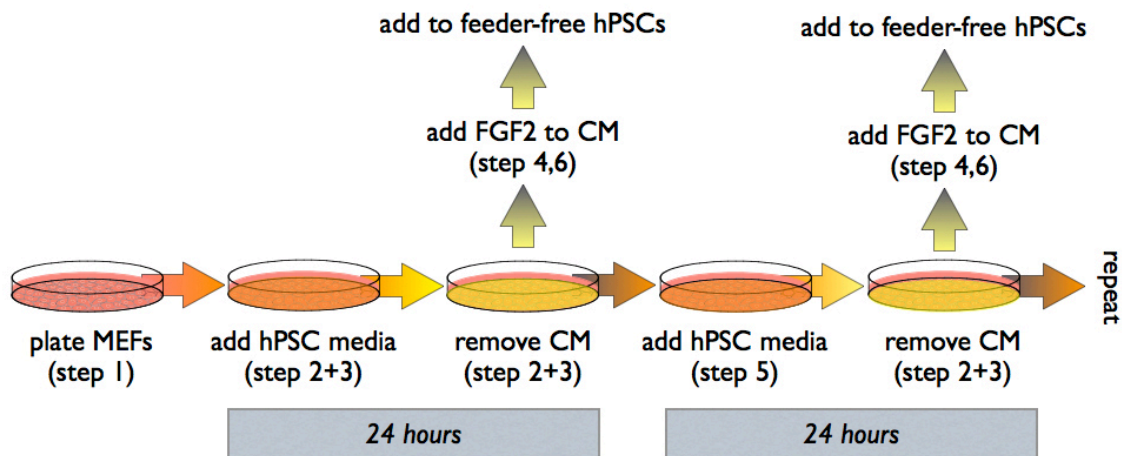 add to feeder-free hPSCs
add to feeder-free hPSCs
add FGF2 to CM
(step 4,6)
add FGF2 to CM
(step 4,6)
plate MEFs
(step 1)
add hPSC media
(step 2+3)
remove CM
(step 2+3)
add hPSC media
(step 5)
remove CM
(step 2+3)
repeat
24 hours
24 hours